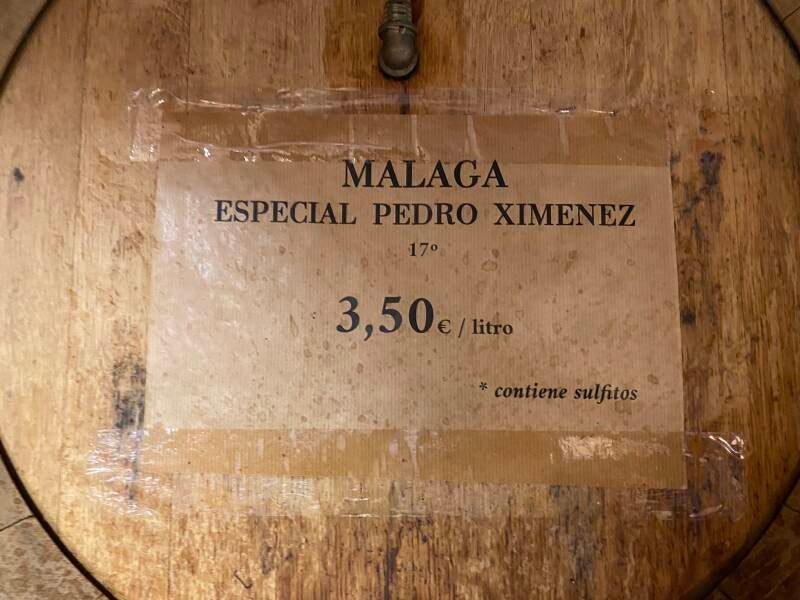 MALAGA
ESPECIAL PEDRO XIMENEZ
17º
3,50€ / litro
* contiene sulfitos